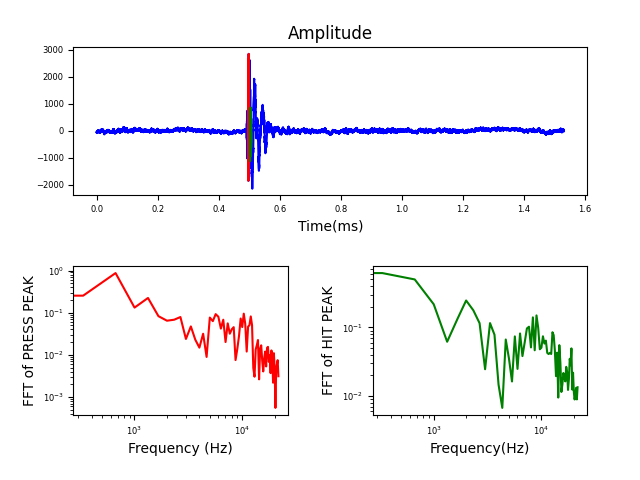 Amplitude
3000
2000
1000
0
−1000
−2000
0.0 0.2 0.4 0.6 0.8 1.0 1.2 1.4 1.6
Time(ms)
FFT of PRESS PEAK
10⁰
10⁻¹
10⁻²
10⁻³
10³ 10⁴
Frequency (Hz)
FFT of HIT PEAK
10⁻¹
10⁻²
10³ 10⁴
Frequency(Hz)